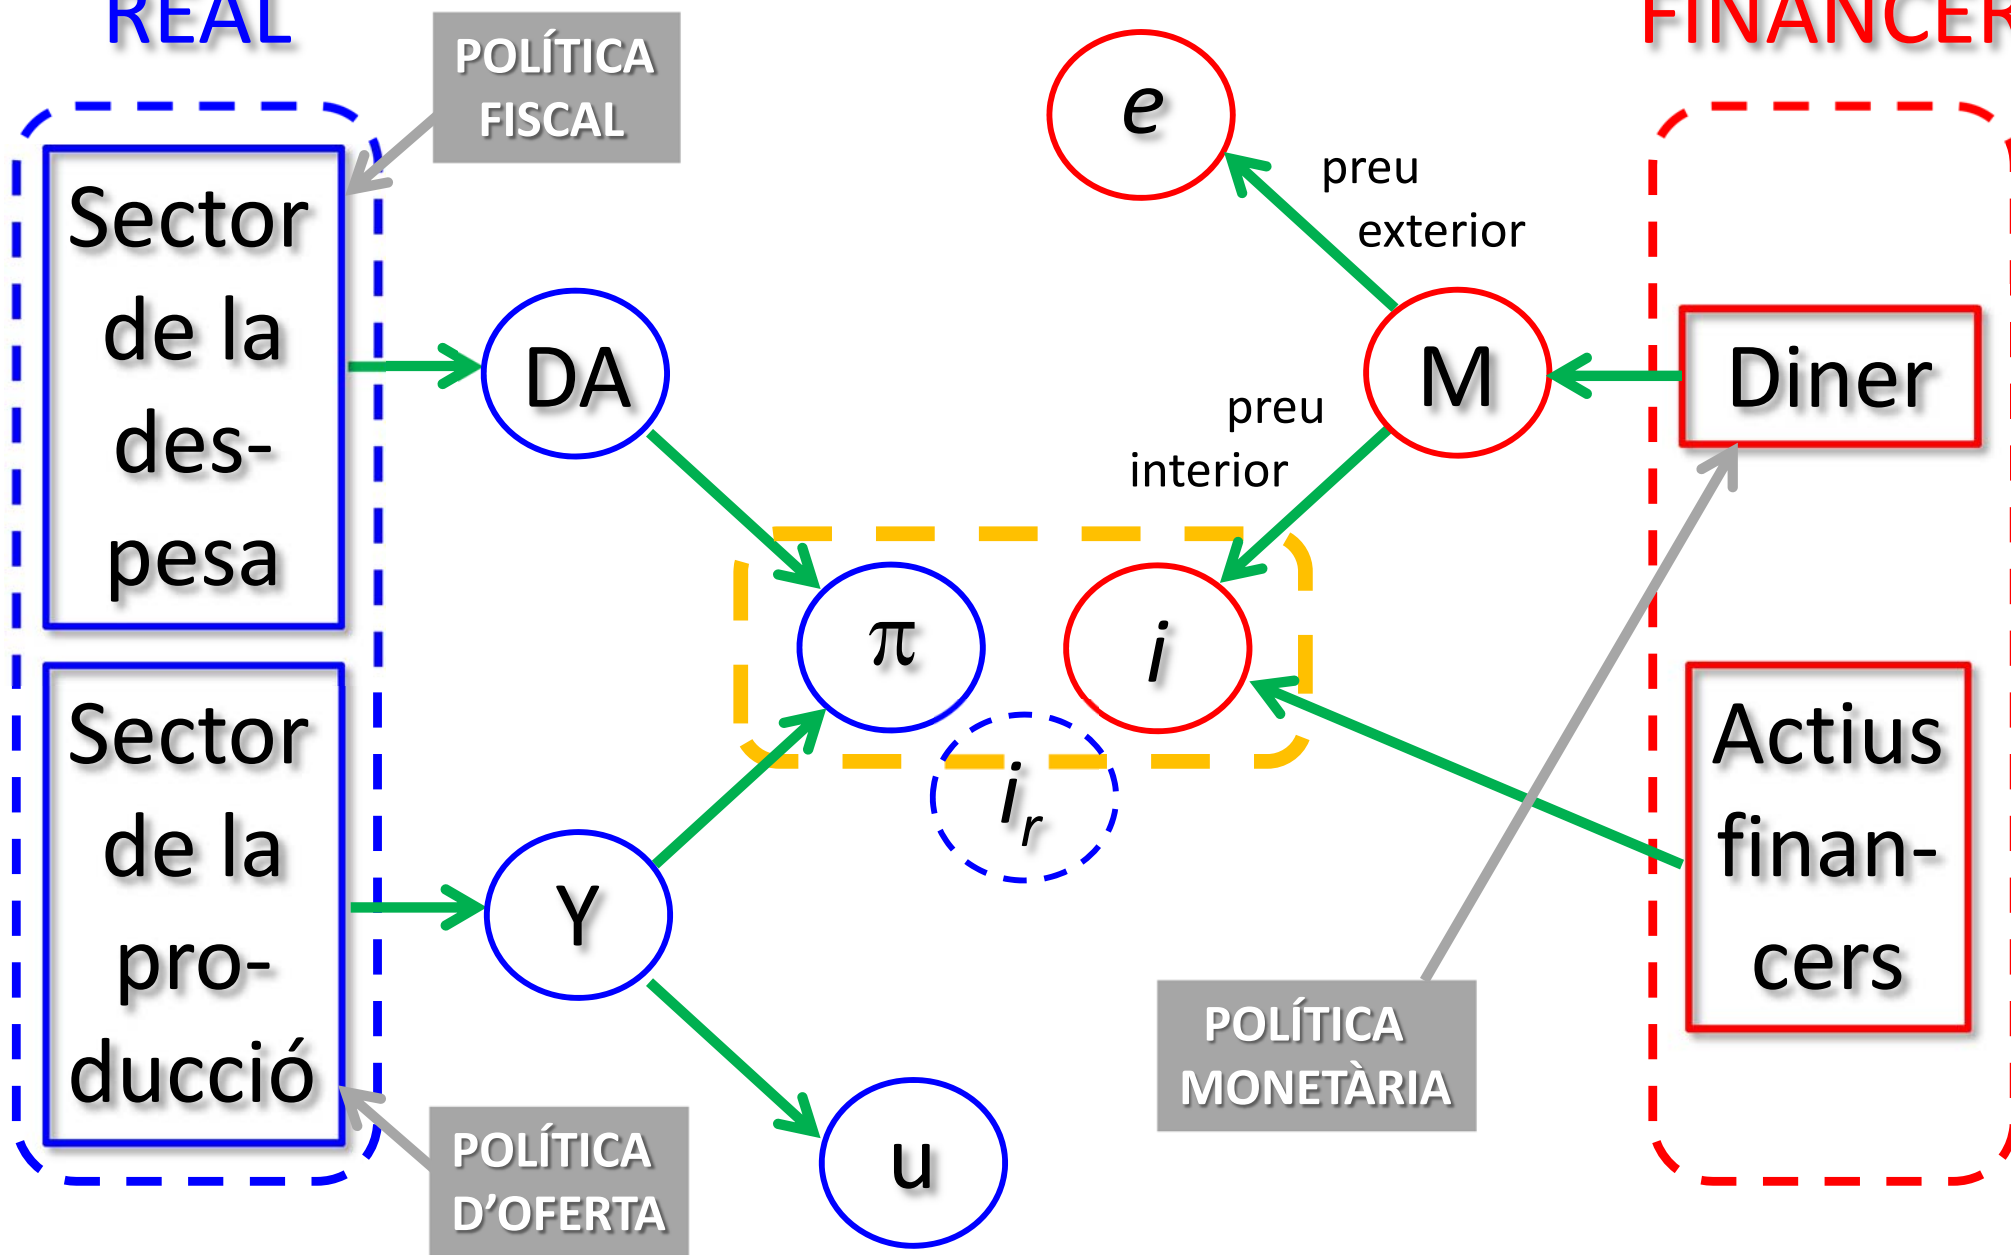 REAL
FINANCER
POLÍTICA
FISCAL
Sector
de la
des-
pesa
Sector
de la
pro-
ducció
POLÍTICA
D'OFERTA
DA
Y
π
u
e
preu
exterior
M
preu
interior
i
i_r
Diner
Actius
finan-
cers
POLÍTICA
MONETÀRIA